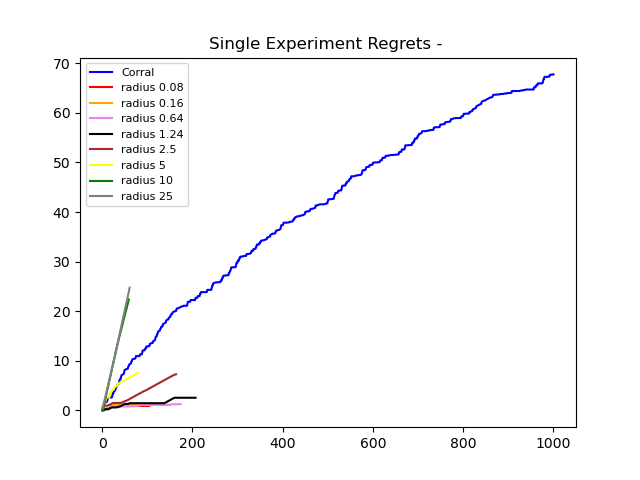 Single Experiment Regrets -
70
60
50
40
30
20
10
0
Corral
radius 0.08
radius 0.16
radius 0.64
radius 1.24
radius 2.5
radius 5
radius 10
radius 25
0 200 400 600 800 1000